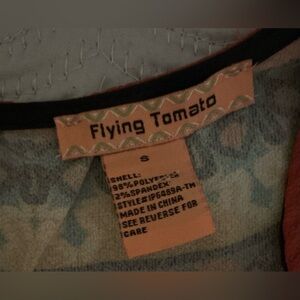 Flying Tomato
S
SHELL:
98% POLYESTER
2% SPANDEX
MADE IN CHINA
SEE REVERSE FOR
CARE